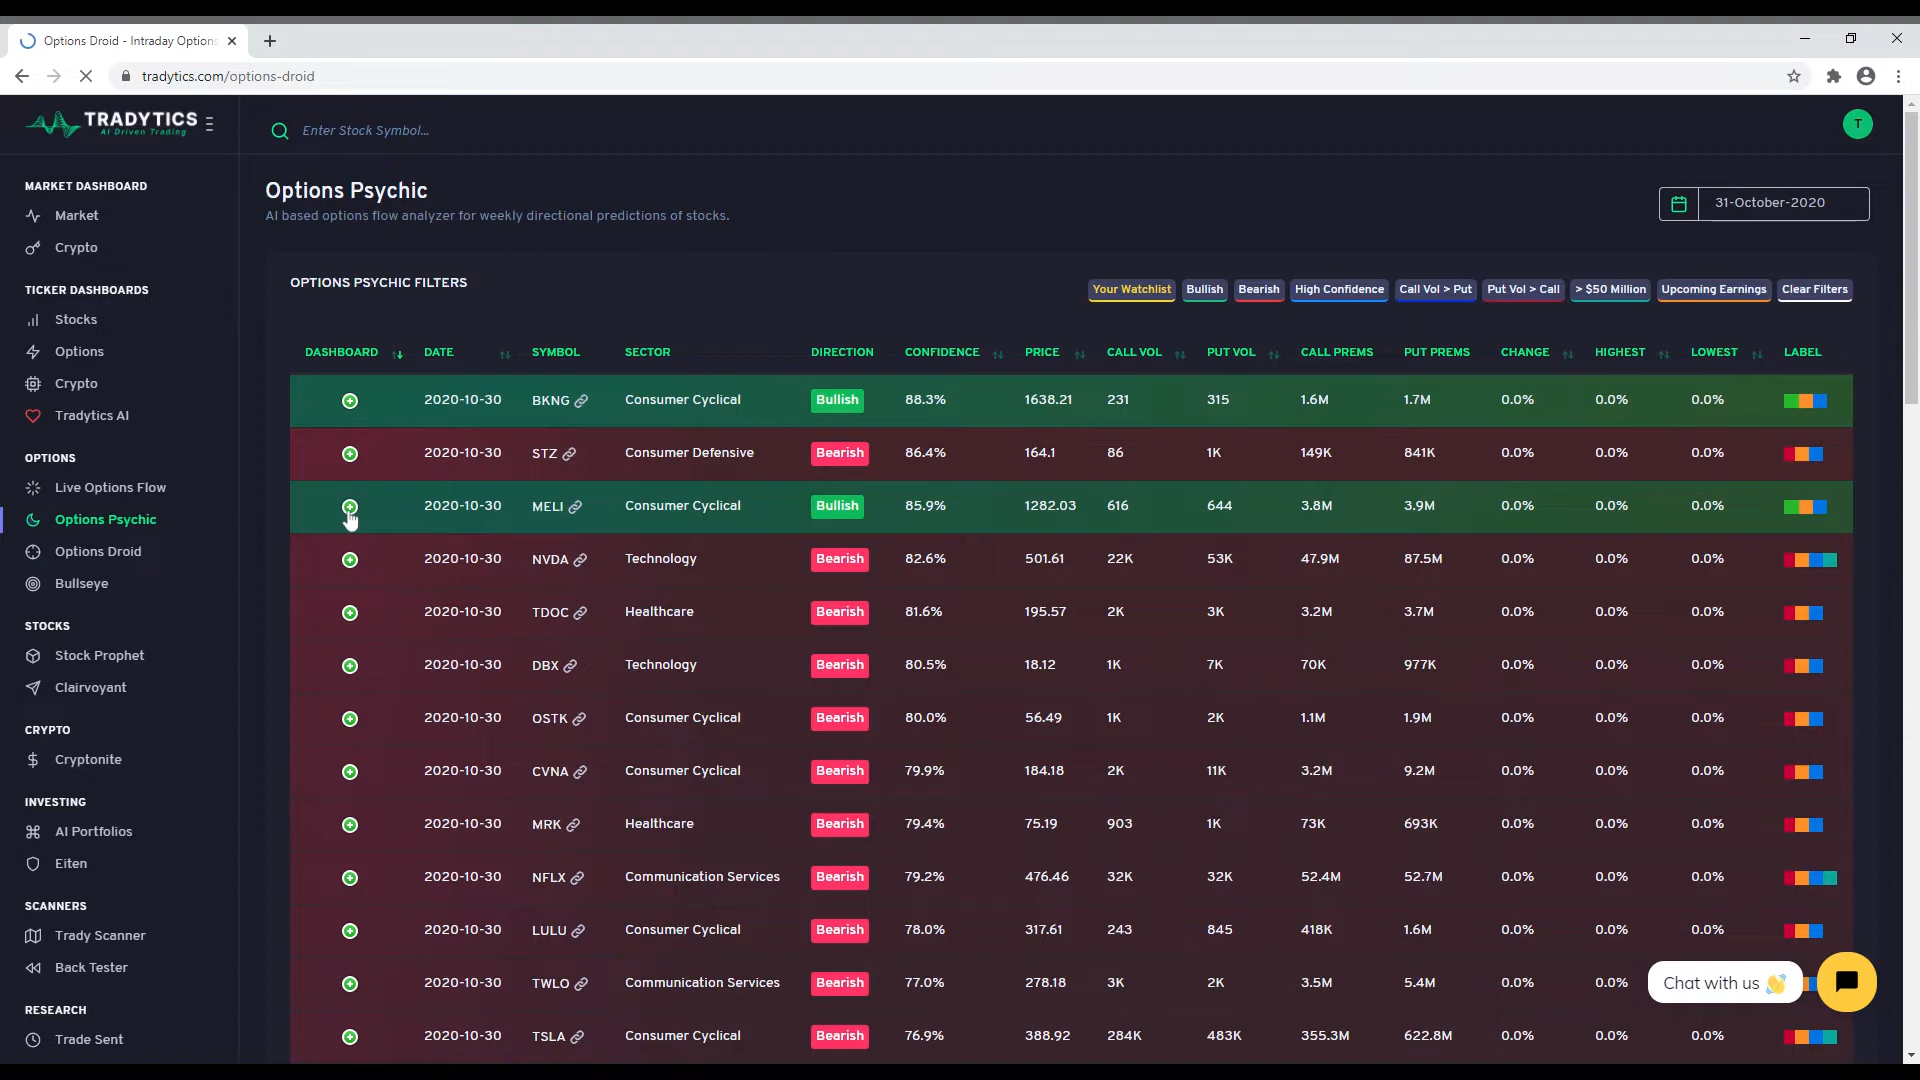 Options Droid - Intraday Options
tradytics.com/options-droid
TRADYTICS
AI Driven Trading
Enter Stock Symbol...
T
MARKET DASHBOARD
Market
Crypto
TICKER DASHBOARDS
Stocks
Options
Crypto
Tradytics AI
OPTIONS
Live Options Flow
Options Psychic
Options Droid
Bullseye
STOCKS
Stock Prophet
Clairvoyant
CRYPTO
Cryptonite
INVESTING
AI Portfolios
Eiten
SCANNERS
Trady Scanner
Back Tester
RESEARCH
Trade Sent
Options Psychic
AI based options flow analyzer for weekly directional predictions of stocks.
31-October-2020
OPTIONS PSYCHIC FILTERS
Your Watchlist Bullish Bearish High Confidence Call Vol > Put Put Vol > Call > $50 Million Upcoming Earnings Clear Filters
DASHBOARD DATE SYMBOL SECTOR DIRECTION CONFIDENCE PRICE CALL VOL PUT VOL CALL PREMS PUT PREMS CHANGE HIGHEST LOWEST LABEL
2020-10-30 BKNG Consumer Cyclical Bullish 88.3% 1638.21 231 315 1.6M 1.7M 0.0% 0.0% 0.0%
2020-10-30 STZ Consumer Defensive Bearish 86.4% 164.1 86 1K 149K 841K 0.0% 0.0% 0.0%
2020-10-30 MELI Consumer Cyclical Bullish 85.9% 1282.03 616 644 3.8M 3.9M 0.0% 0.0% 0.0%
2020-10-30 NVDA Technology Bearish 82.6% 501.61 22K 53K 47.9M 87.5M 0.0% 0.0% 0.0%
2020-10-30 TDOC Healthcare Bearish 81.6% 195.57 2K 3K 3.2M 3.7M 0.0% 0.0% 0.0%
2020-10-30 DBX Technology Bearish 80.5% 18.12 1K 7K 70K 977K 0.0% 0.0% 0.0%
2020-10-30 OSTK Consumer Cyclical Bearish 80.0% 56.49 1K 2K 1.1M 1.9M 0.0% 0.0% 0.0%
2020-10-30 CVNA Consumer Cyclical Bearish 79.9% 184.18 2K 11K 3.2M 9.2M 0.0% 0.0% 0.0%
2020-10-30 MRK Healthcare Bearish 79.4% 75.19 903 1K 73K 693K 0.0% 0.0% 0.0%
2020-10-30 NFLX Communication Services Bearish 79.2% 476.46 32K 32K 52.4M 52.7M 0.0% 0.0% 0.0%
2020-10-30 LULU Consumer Cyclical Bearish 78.0% 317.61 243 845 418K 1.6M 0.0% 0.0% 0.0%
2020-10-30 TWLO Communication Services Bearish 77.0% 278.18 3K 2K 3.5M 5.4M 0.0% 0.0% 0.0%
2020-10-30 TSLA Consumer Cyclical Bearish 76.9% 388.92 284K 483K 355.3M 622.8M 0.0% 0.0% 0.0%
Chat with us